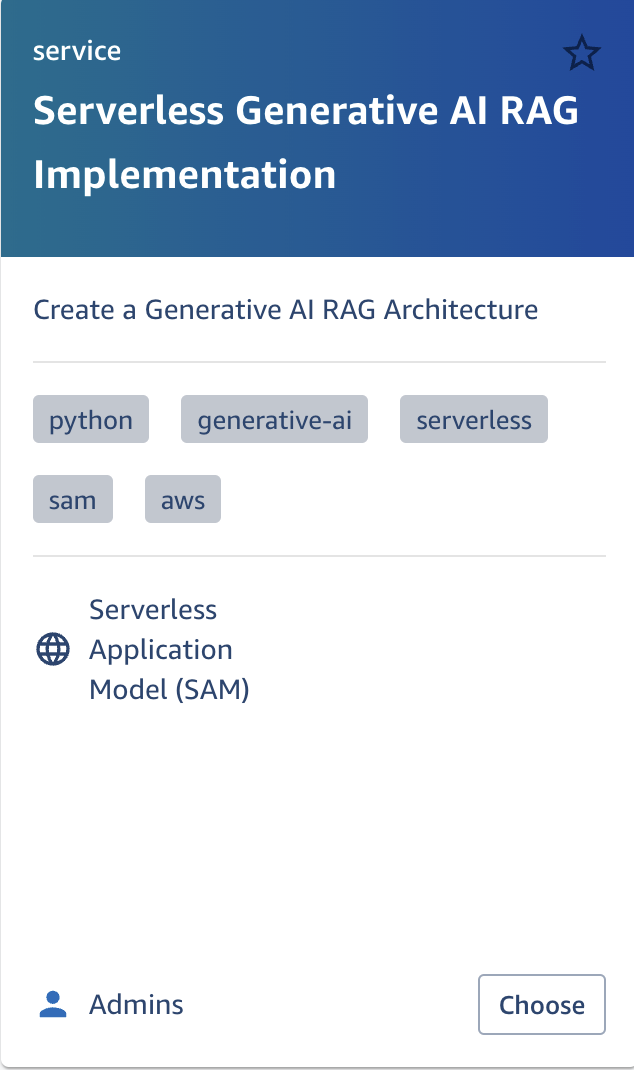 service
Serverless Generative AI RAG
Implementation
Create a Generative AI RAG Architecture
python generative-ai serverless
sam aws
Serverless
Application
Model (SAM)
Admins Choose